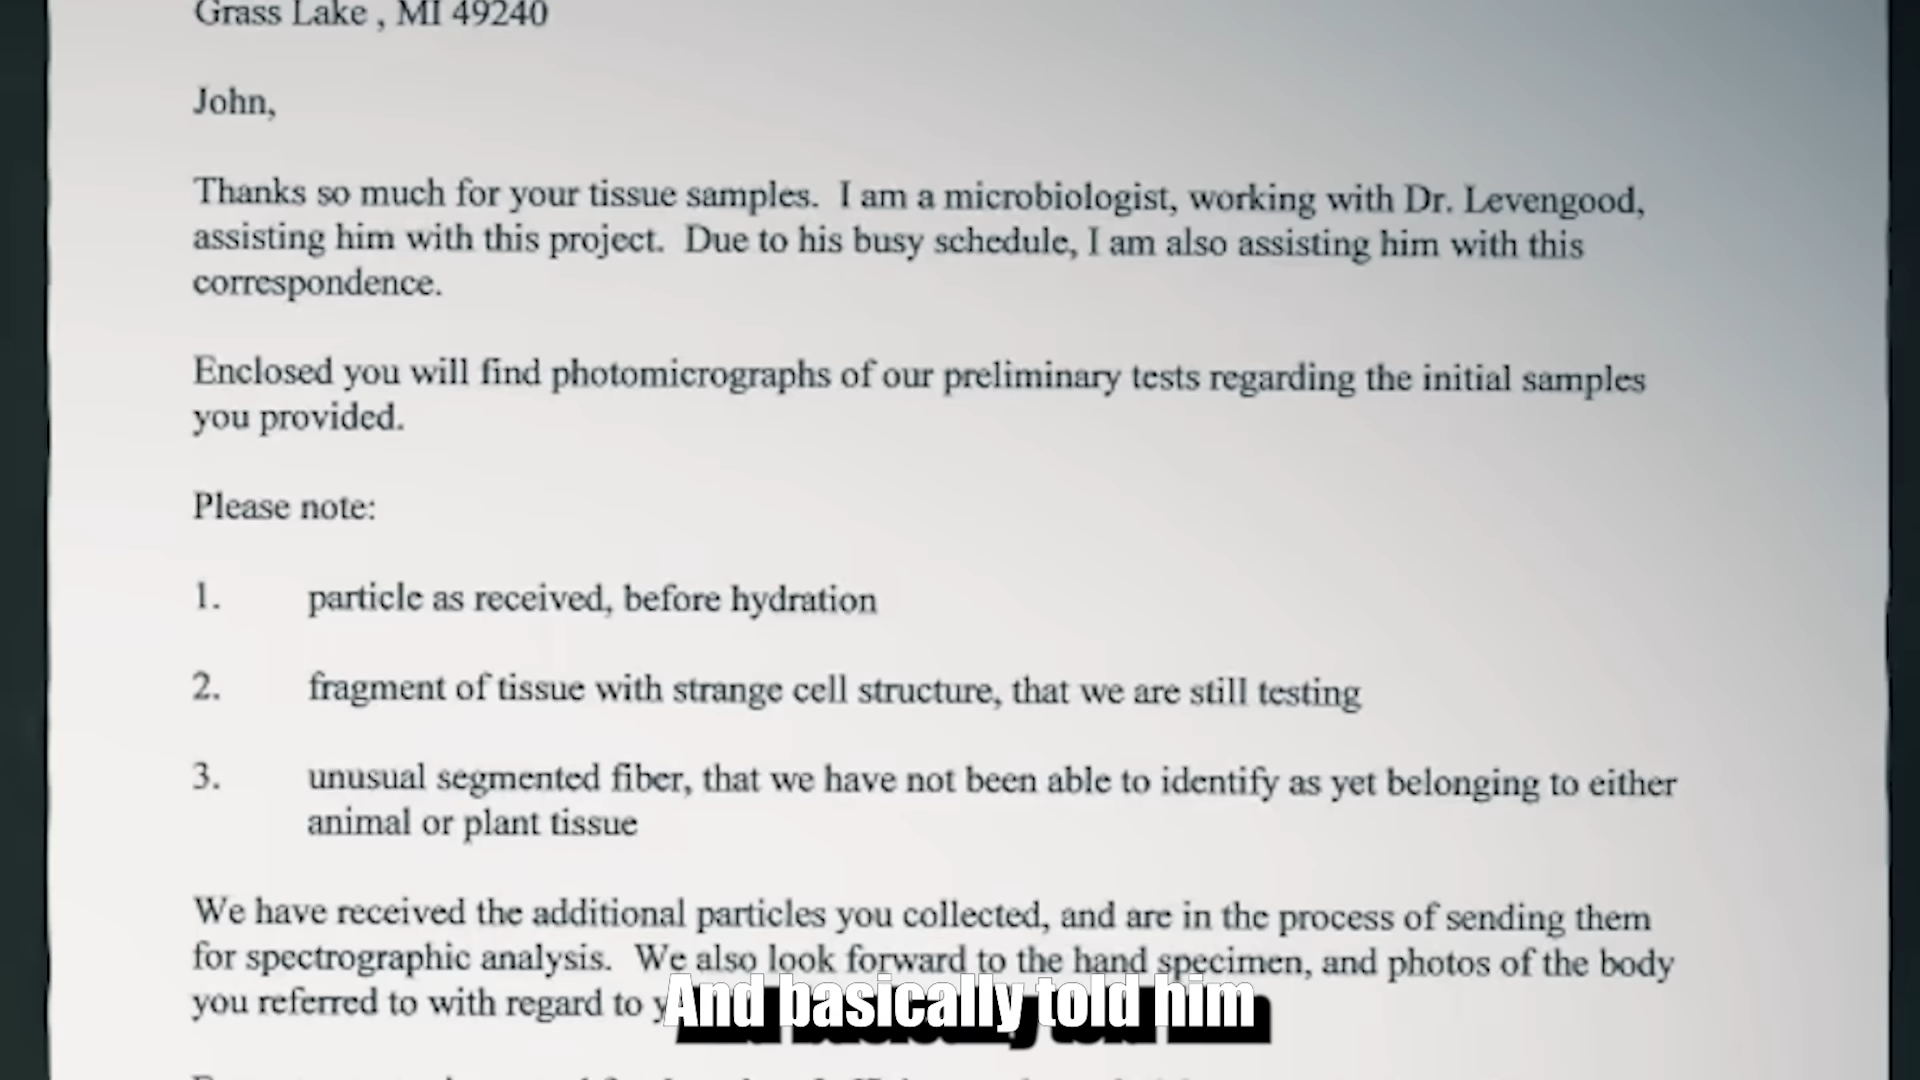 Grass Lake , MI 49240
John,
Thanks so much for your tissue samples. I am a microbiologist, working with Dr. Levengood,
assisting him with this project. Due to his busy schedule, I am also assisting him with this
correspondence.
Enclosed you will find photomicrographs of our preliminary tests regarding the initial samples
you provided.
Please note:
1. particle as received, before hydration
2. fragment of tissue with strange cell structure, that we are still testing
3. unusual segmented fiber, that we have not been able to identify as yet belonging to either
animal or plant tissue
We have received the additional particles you collected, and are in the process of sending them
for spectrographic analysis. We also look forward to the hand specimen, and photos of the body
you referred to with regard to
And basically told him